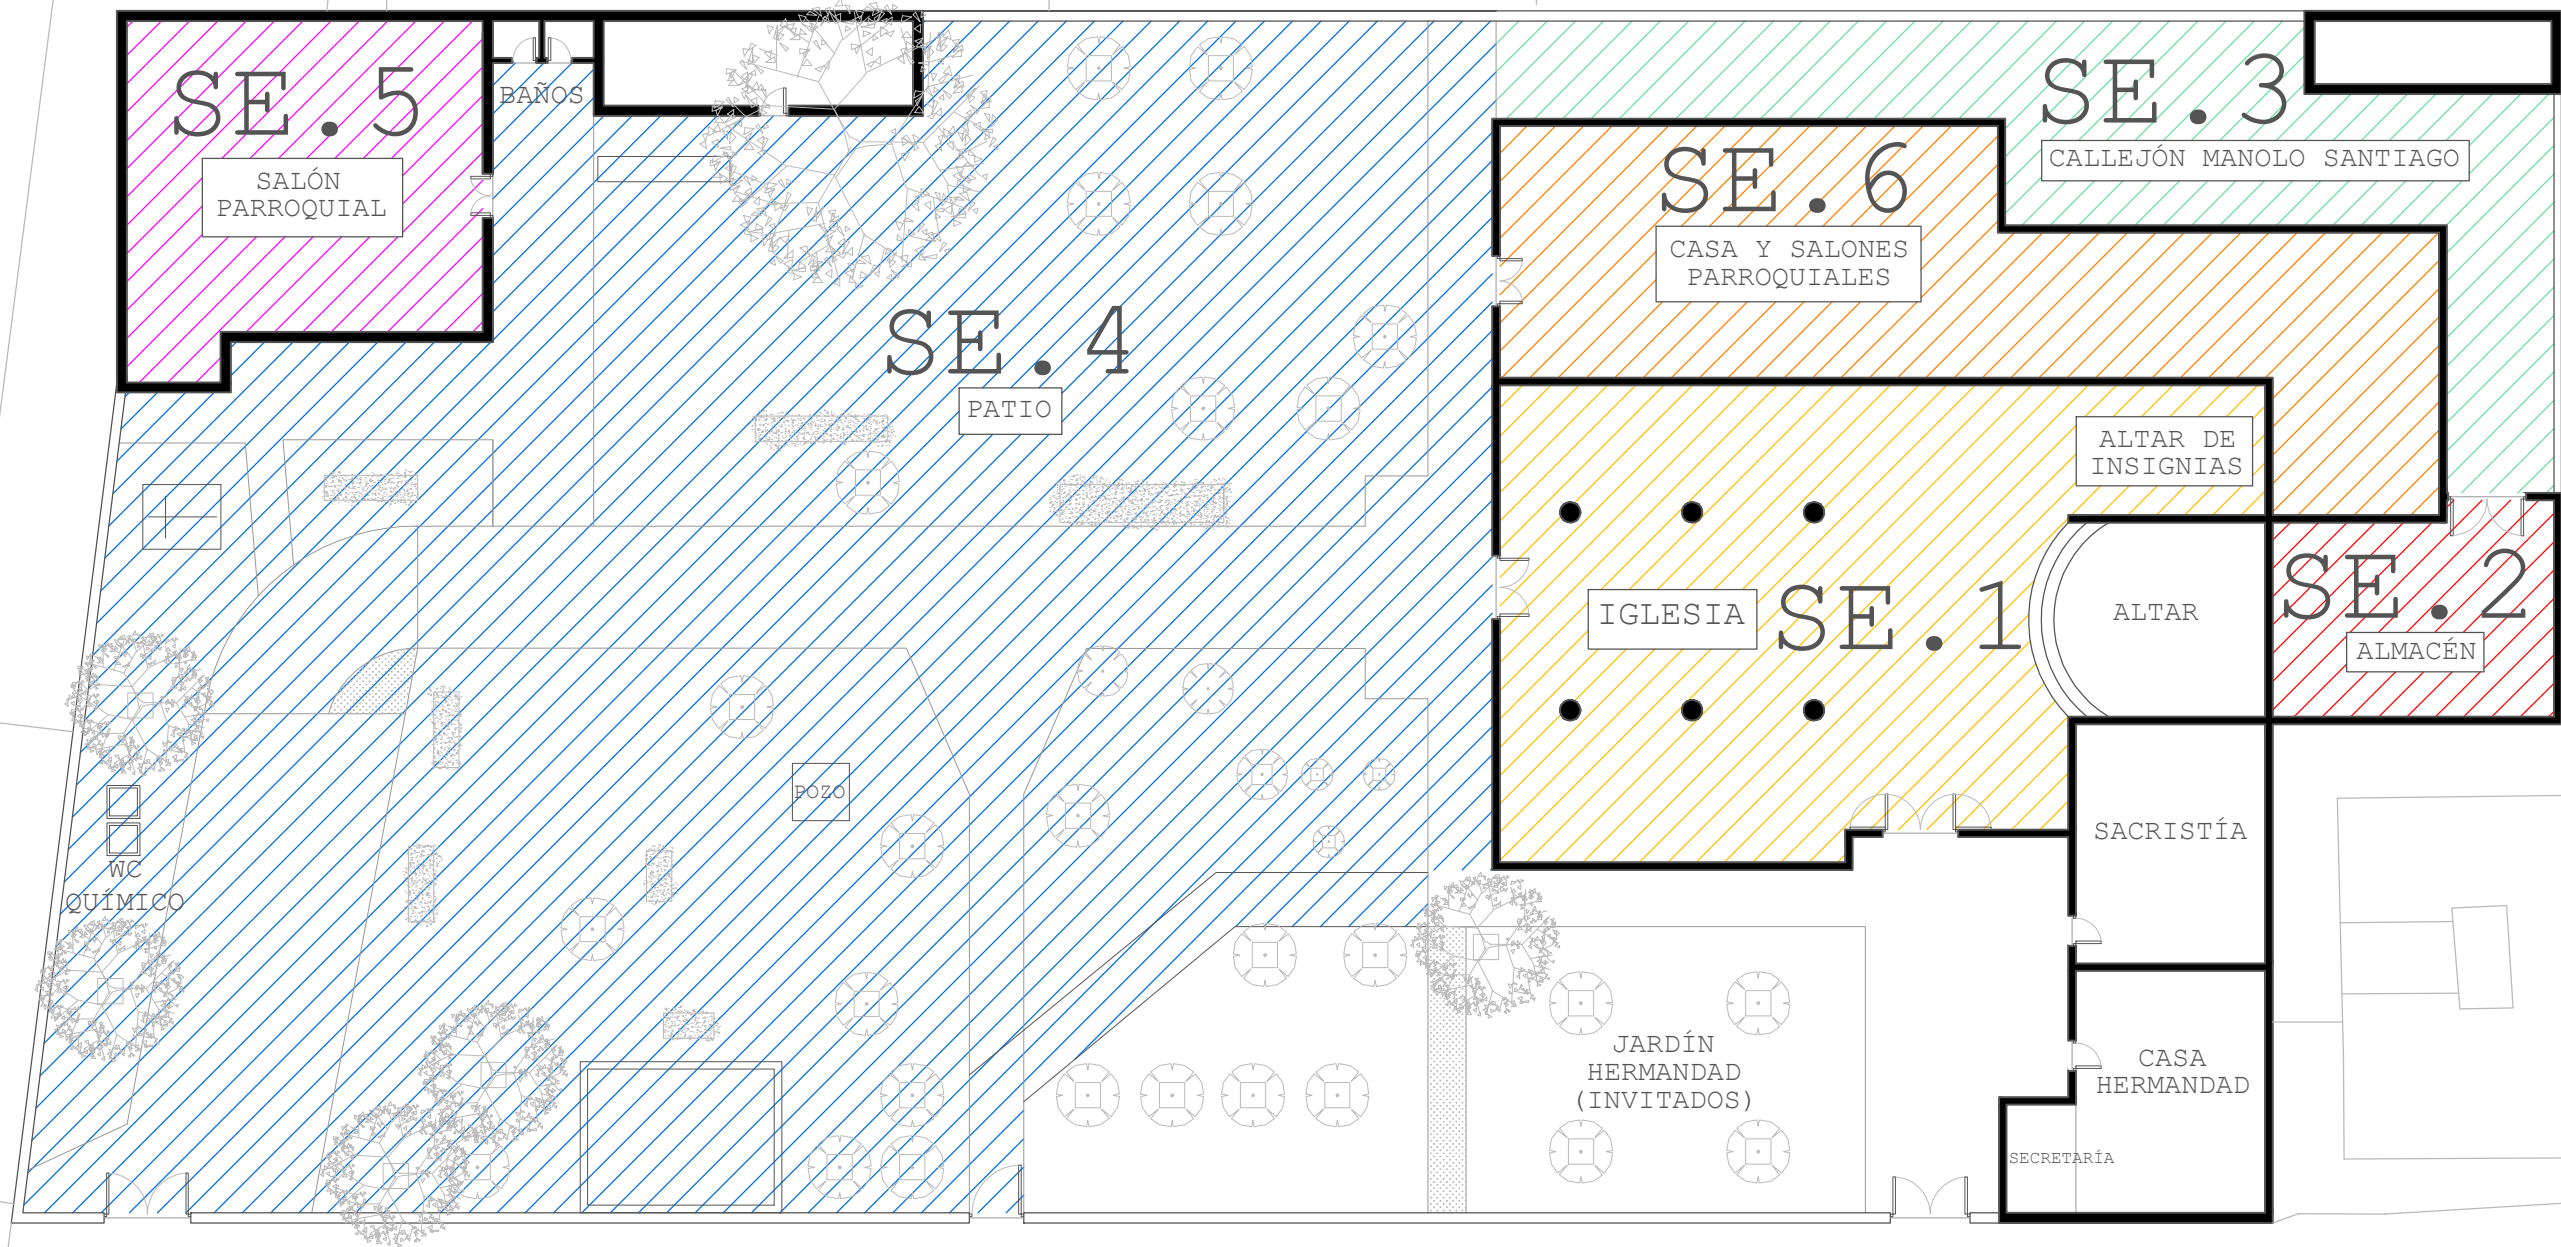 SE.5
SALÓN
PARROQUIAL
BAÑOS
SE.3
CALLEJÓN MANOLO SANTIAGO
SE.6
CASA Y SALONES
PARROQUIALES
SE.4
PATIO
ALTAR DE
INSIGNIAS
IGLESIA
SE.1
ALTAR
SE.2
ALMACÉN
POZO
WC
QUÍMICO
SACRISTÍA
JARDÍN
HERMANDAD
(INVITADOS)
CASA
HERMANDAD
SECRETARÍA